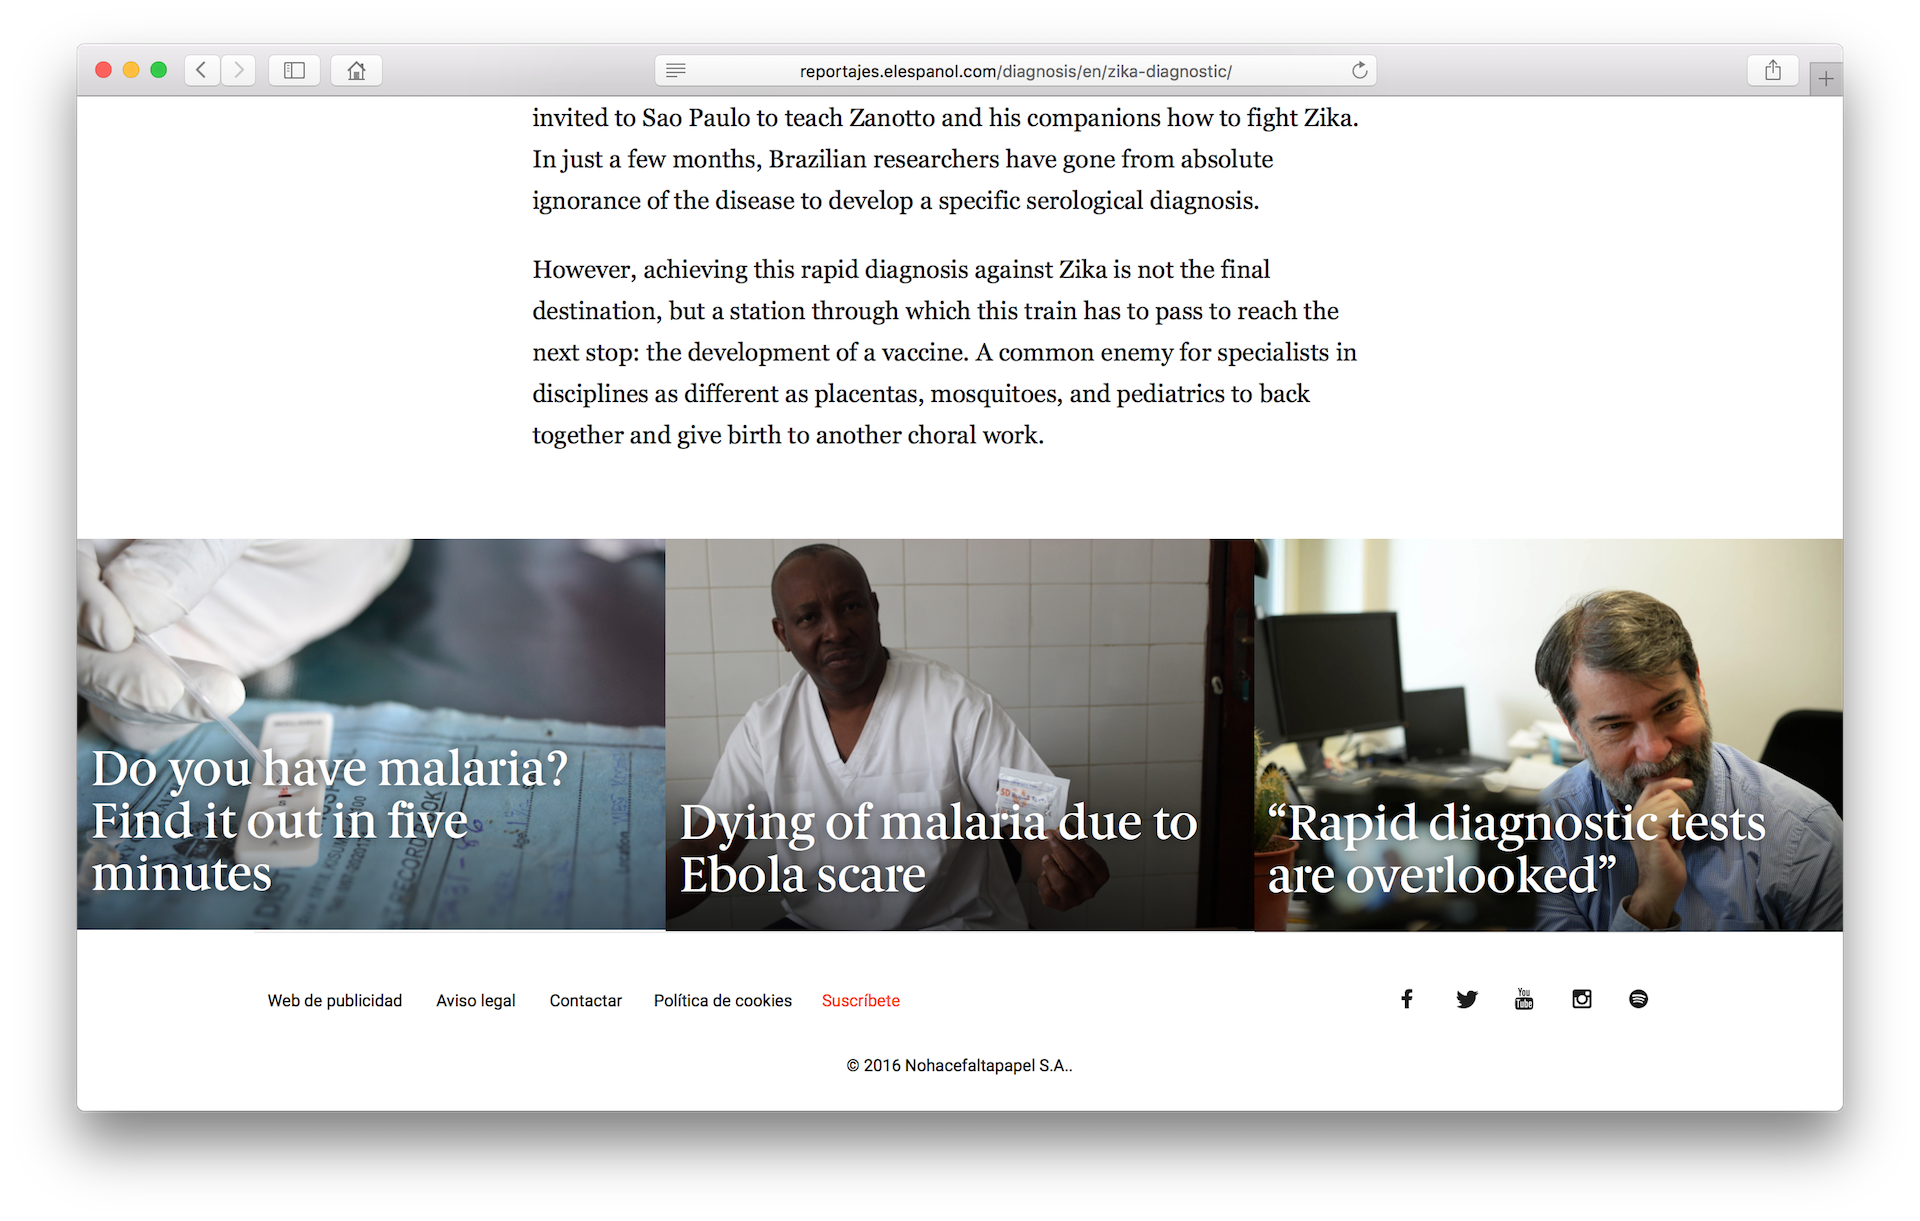 reportajes.elespanol.com/diagnosis/en/zika-diagnostic/
invited to Sao Paulo to teach Zanotto and his companions how to fight Zika.
In just a few months, Brazilian researchers have gone from absolute
ignorance of the disease to develop a specific serological diagnosis.
However, achieving this rapid diagnosis against Zika is not the final
destination, but a station through which this train has to pass to reach the
next stop: the development of a vaccine. A common enemy for specialists in
disciplines as different as placentas, mosquitoes, and pediatrics to back
together and give birth to another choral work.
Do you have malaria?
Find it out in five
minutes
Dying of malaria due to
Ebola scare
“Rapid diagnostic tests
are overlooked”
Web de publicidad Aviso legal Contactar Política de cookies Suscríbete
You
Tube
© 2016 Nohacefaltapapel S.A..